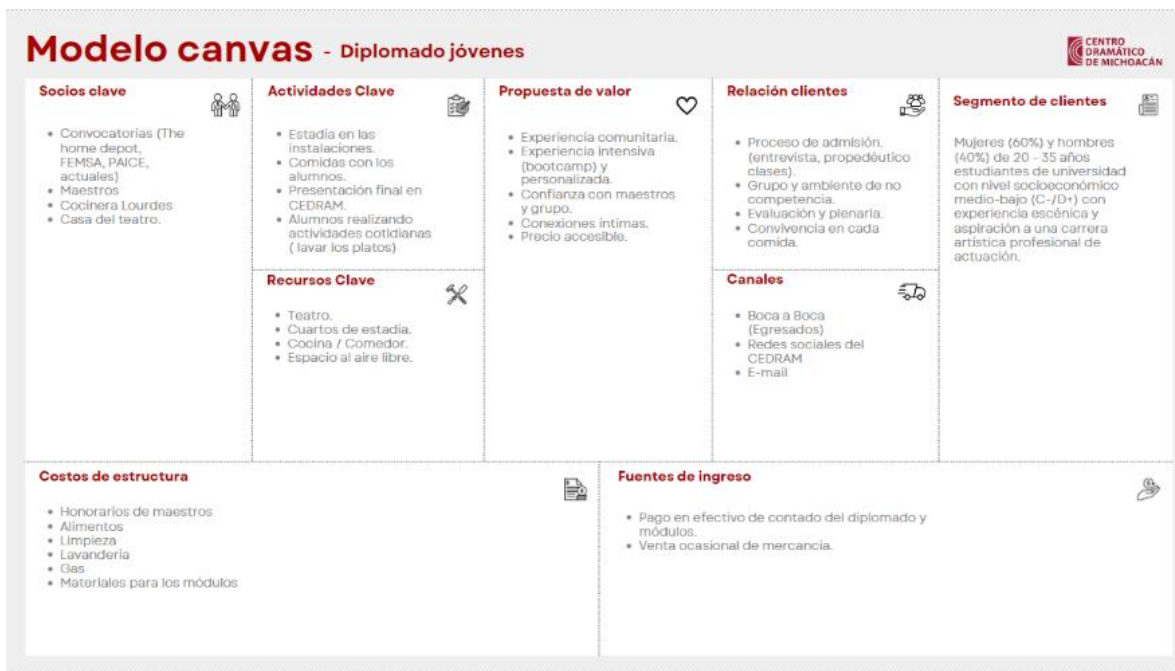 Modelo canvas - Diplomado jóvenes
CENTRO
DRAMÁTICO
DE MICHOACÁN
Socios clave
Convocatorias (The
home depot,
FEMSA, PAICE,
actuales)
Maestros
Cocinera Lourdes
Casa del teatro.
Actividades Clave
Estadía en las
instalaciones.
Comidas con los
alumnos.
Presentación final en
CEDRAM.
Alumnos realizando
actividades cotidianas
( lavar los platos)
Recursos Clave
Teatro.
Cuartos de estadía.
Cocina / Comedor.
Espacio al aire libre.
Propuesta de valor
Experiencia comunitaria.
Experiencia intensiva
(bootcamp) y
personalizada.
Confianza con maestros
y grupo.
Conexiones íntimas.
Precio accesible.
Relación clientes
Proceso de admisión.
(entrevista, propedéutico
clases).
Grupo y ambiente de no
competencia.
Evaluación y plenaria.
Convivencia en cada
comida.
Canales
Boca a Boca
(Egresados)
Redes sociales del
CEDRAM
E-mail
Segmento de clientes
Mujeres (60%) y hombres
(40%) de 20 - 35 años
estudiantes de universidad
con nivel socioeconómico
medio-bajo (C-/D+) con
experiencia escénica y
aspiración a una carrera
artística profesional de
actuación.
Costos de estructura
Honorarios de maestros
Alimentos
Limpieza
Lavandería
Gas
Materiales para los módulos
Fuentes de ingreso
Pago en efectivo de contado del diplomado y
módulos.
Venta ocasional de mercancía.